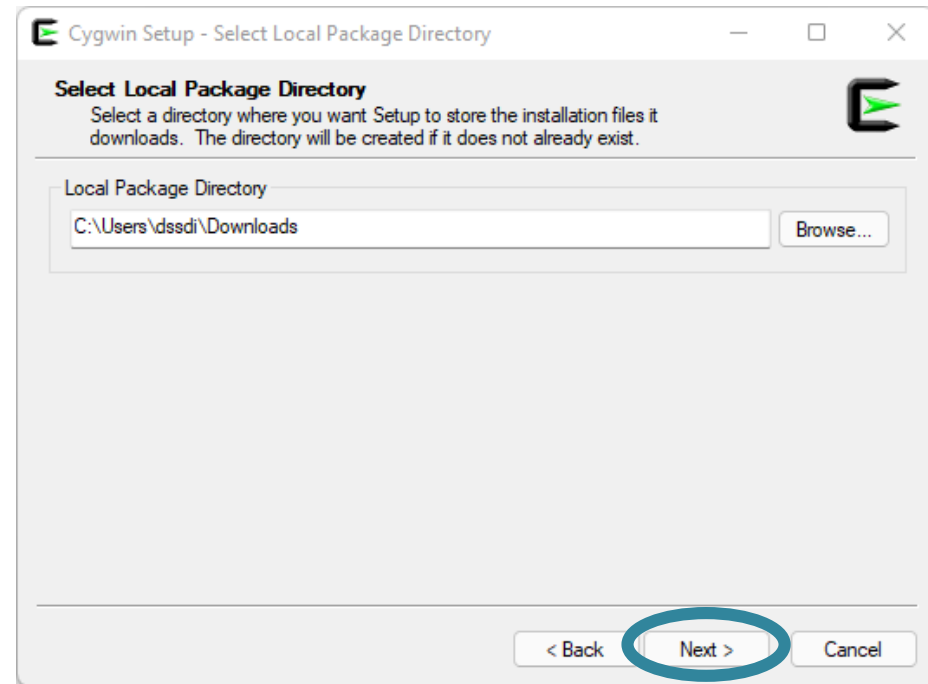 Cygwin Setup - Select Local Package Directory
Select Local Package Directory
Select a directory where you want Setup to store the installation files it
downloads.  The directory will be created if it does not already exist.
Local Package Directory
C:\Users\dssdi\Downloads
Browse...
< Back
Next >
Cancel